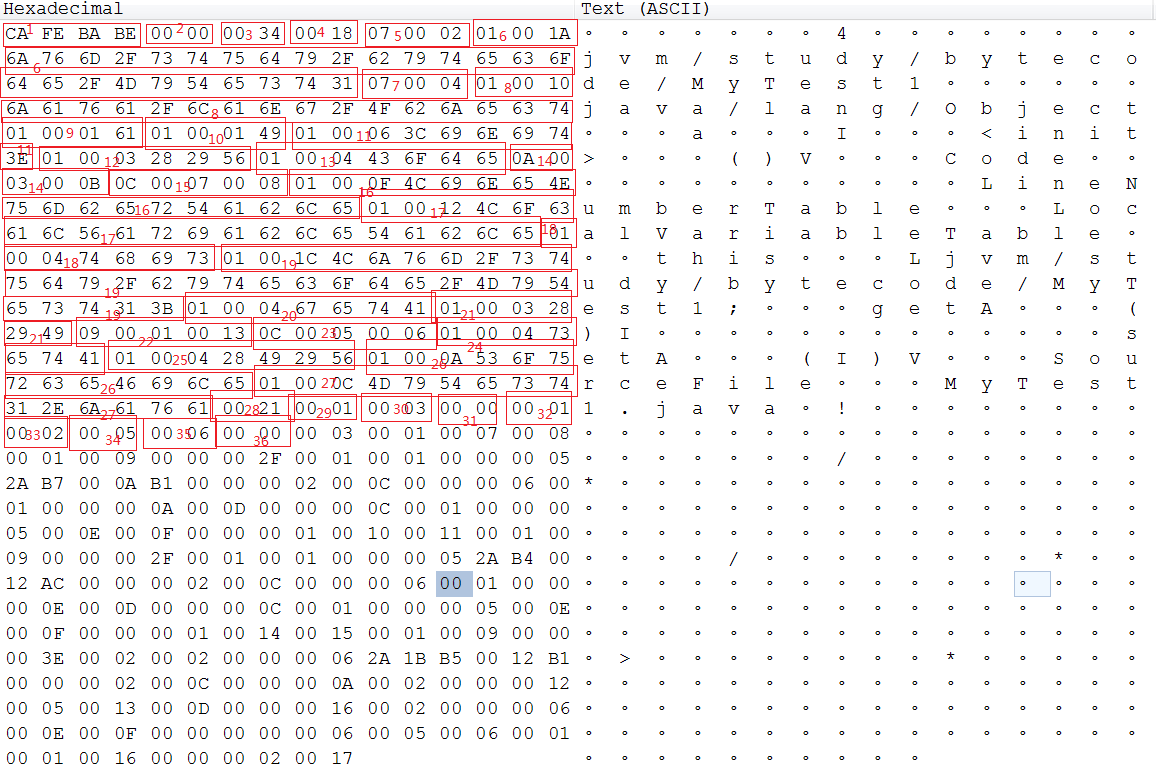 Hexadecimal Text (ASCII)
CA FE BA BE 00 00 00 34 00 18 07 00 02 01 00 1A ° ° ° ° ° ° ° 4 ° ° ° ° ° ° ° °
1 2 3 4 5 6
6A 76 6D 2F 73 74 75 64 79 2F 62 79 74 65 63 6F j v m / s t u d y / b y t e c o
6
64 65 2F 4D 79 54 65 73 74 31 07 00 04 01 00 10 d e / M y T e s t 1 ° ° ° ° ° °
7 8
6A 61 76 61 2F 6C 61 6E 67 2F 4F 62 6A 65 63 74 j a v a / l a n g / O b j e c t
8
01 00 01 61 01 00 01 49 01 00 06 3C 69 6E 69 74 ° ° ° a ° ° ° I ° ° ° < i n i t
9 10 11
3E 01 00 03 28 29 56 01 00 04 43 6F 64 65 0A 00 > ° ° ° ( ) V ° ° ° C o d e ° °
11 12 13 14
03 00 0B 0C 00 07 00 08 01 00 0F 4C 69 6E 65 4E ° ° ° ° ° ° ° ° ° ° ° L i n e N
14 15 16
75 6D 62 65 72 54 61 62 6C 65 01 00 12 4C 6F 63 u m b e r T a b l e ° ° ° L o c
16 17
61 6C 56 61 72 69 61 62 6C 65 54 61 62 6C 65 01 a l V a r i a b l e T a b l e °
17 18
00 04 74 68 69 73 01 00 1C 4C 6A 76 6D 2F 73 74 ° ° t h i s ° ° ° L j v m / s t
18 19
75 64 79 2F 62 79 74 65 63 6F 64 65 2F 4D 79 54 u d y / b y t e c o d e / M y T
19
65 73 74 31 3B 01 00 04 67 65 74 41 01 00 03 28 e s t 1 ; ° ° ° g e t A ° ° ° (
19 20 21
29 49 09 00 01 00 13 0C 00 05 00 06 01 00 04 73 ) I ° ° ° ° ° ° ° ° ° ° ° ° ° s
21 22 23 24
65 74 41 01 00 04 28 49 29 56 01 00 0A 53 6F 75 e t A ° ° ° ( I ) V ° ° ° S o u
25 26
72 63 65 46 69 6C 65 01 00 0C 4D 79 54 65 73 74 r c e F i l e ° ° ° M y T e s t
26 27
31 2E 6A 61 76 61 00 21 00 01 00 03 00 00 00 01 1 . j a v a ° ! ° ° ° ° ° ° ° °
27 28 29 30 31 32
00 02 00 05 00 06 00 00 00 03 00 01 00 07 00 08 ° ° ° ° ° ° ° ° ° ° ° ° ° ° ° °
33 34 35 36
00 01 00 09 00 00 00 2F 00 01 00 01 00 00 00 05 ° ° ° ° ° ° ° / ° ° ° ° ° ° ° °
2A B7 00 0A B1 00 00 00 02 00 0C 00 00 00 06 00 * ° ° ° ° ° ° ° ° ° ° ° ° ° ° °
01 00 00 00 0A 00 0D 00 00 00 0C 00 01 00 00 00 ° ° ° ° ° ° ° ° ° ° ° ° ° ° ° °
05 00 0E 00 0F 00 00 00 01 00 10 00 11 00 01 00 ° ° ° ° ° ° ° ° ° ° ° ° ° ° ° °
09 00 00 00 2F 00 01 00 01 00 00 00 05 2A B4 00 ° ° ° ° / ° ° ° ° ° ° ° ° * ° °
12 AC 00 00 00 02 00 0C 00 00 00 06 00 01 00 00 ° ° ° ° ° ° ° ° ° ° ° ° ° ° ° °
00 0E 00 0D 00 00 00 0C 00 01 00 00 00 05 00 0E ° ° ° ° ° ° ° ° ° ° ° ° ° ° ° °
00 0F 00 00 00 01 00 14 00 15 00 01 00 09 00 00 ° ° ° ° ° ° ° ° ° ° ° ° ° ° ° °
00 3E 00 02 00 02 00 00 00 06 2A 1B B5 00 12 B1 ° > ° ° ° ° ° ° ° ° * ° ° ° ° °
00 00 00 02 00 0C 00 00 00 0A 00 02 00 00 00 12 ° ° ° ° ° ° ° ° ° ° ° ° ° ° ° °
00 05 00 13 00 0D 00 00 00 16 00 02 00 00 00 06 ° ° ° ° ° ° ° ° ° ° ° ° ° ° ° °
00 0E 00 0F 00 00 00 00 00 06 00 05 00 06 00 01 ° ° ° ° ° ° ° ° ° ° ° ° ° ° ° °
00 01 00 16 00 00 00 02 00 17 ° ° ° ° ° ° ° ° ° °